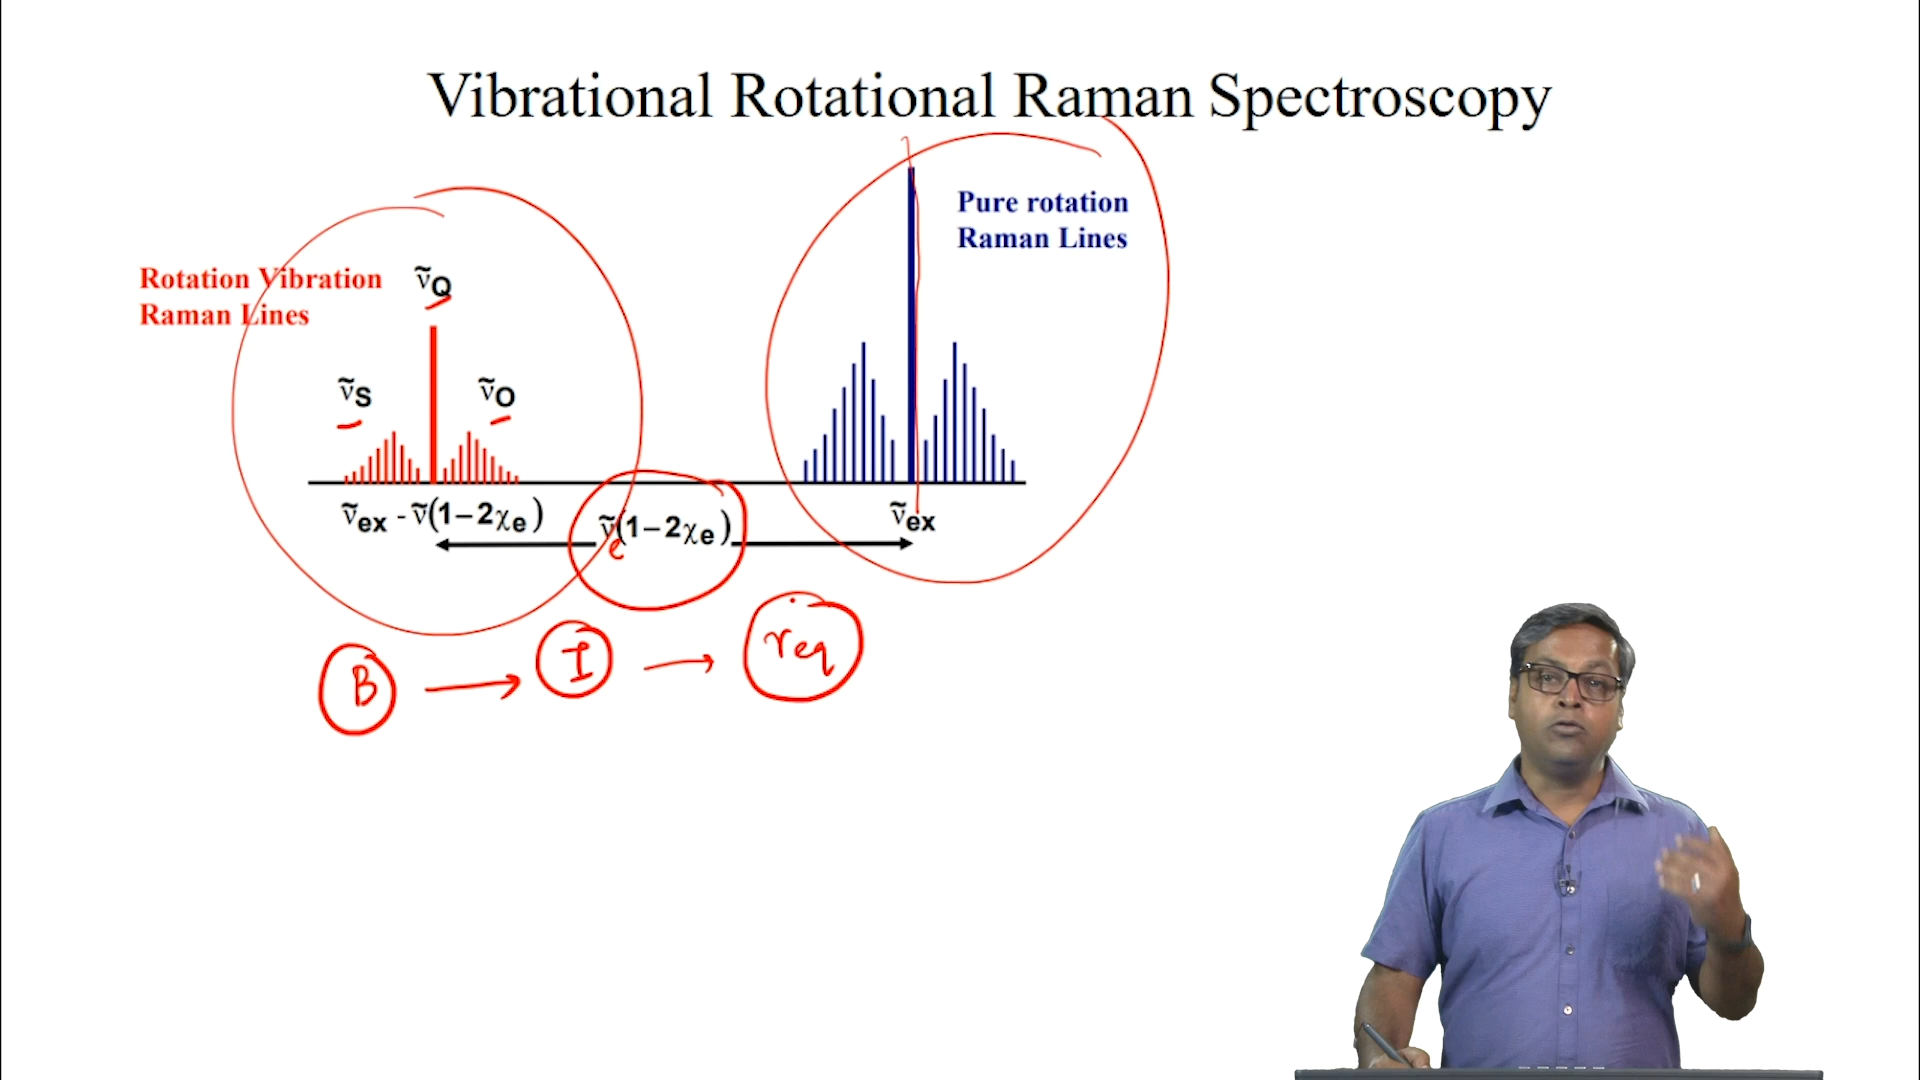 Vibrational Rotational Raman Spectroscopy
Pure rotation
Raman Lines
Rotation Vibration
Raman Lines
ν̃Q
ν̃S
ν̃O
ν̃ex - ν̃(1-2χe)
ν̃e(1-2χe)
ν̃ex
B → I → req